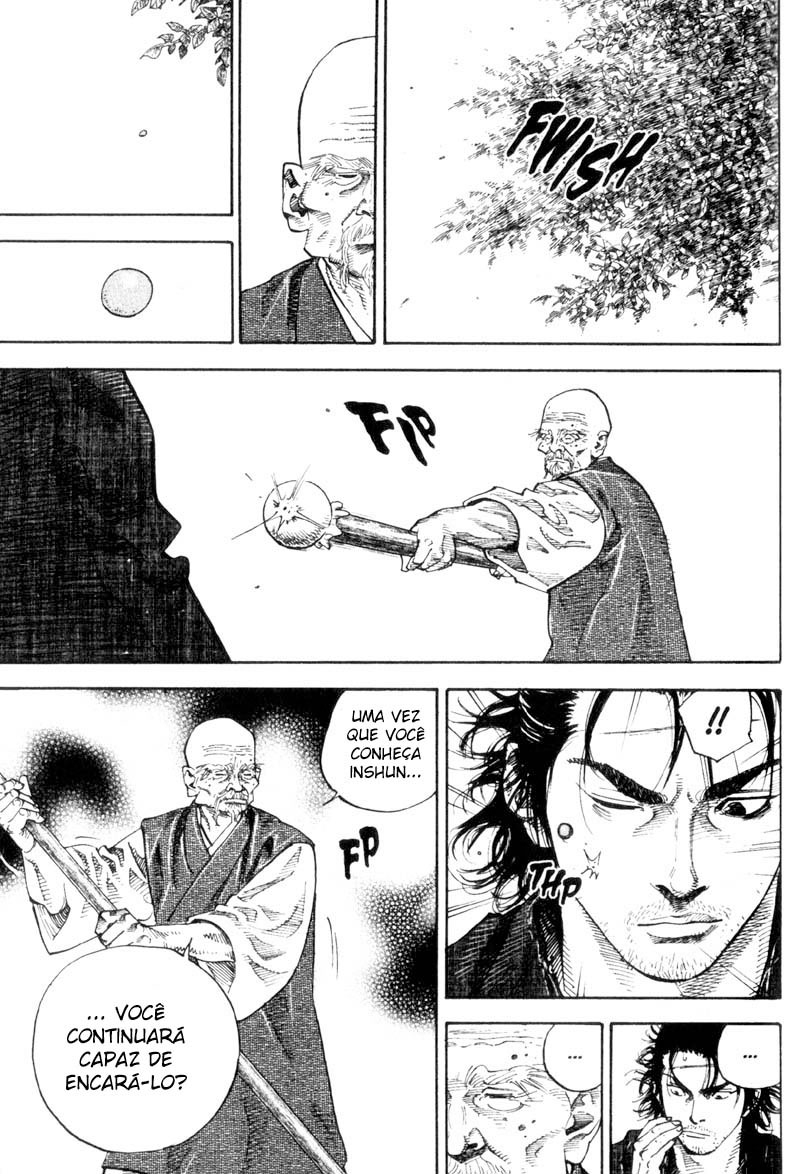 FWISH
FIP
!!
THP
UMA VEZ
QUE VOCÊ
CONHEÇA
INSHUN...
FP
... VOCÊ
CONTINUARÁ
CAPAZ DE
ENCARÁ-LO?
...
...